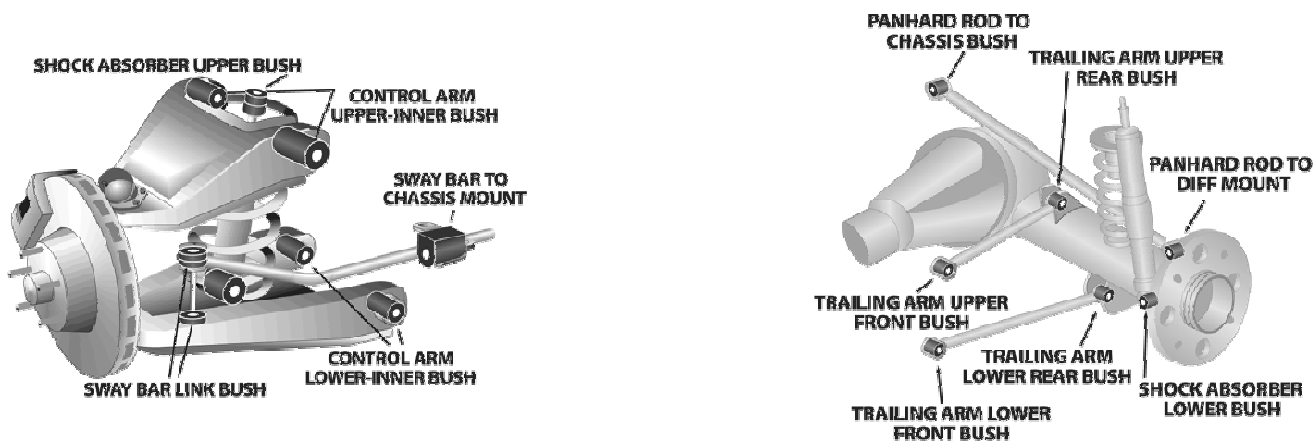 SHOCK ABSORBER UPPER BUSH
CONTROL ARM
UPPER-INNER BUSH
SWAY BAR TO
CHASSIS MOUNT
CONTROL ARM
LOWER-INNER BUSH
SWAY BAR LINK BUSH
PANHARD ROD TO
CHASSIS BUSH
TRAILING ARM UPPER
REAR BUSH
PANHARD ROD TO
DIFF MOUNT
TRAILING ARM UPPER
FRONT BUSH
TRAILING ARM
LOWER REAR BUSH
SHOCK ABSORBER
LOWER BUSH
TRAILING ARM LOWER
FRONT BUSH